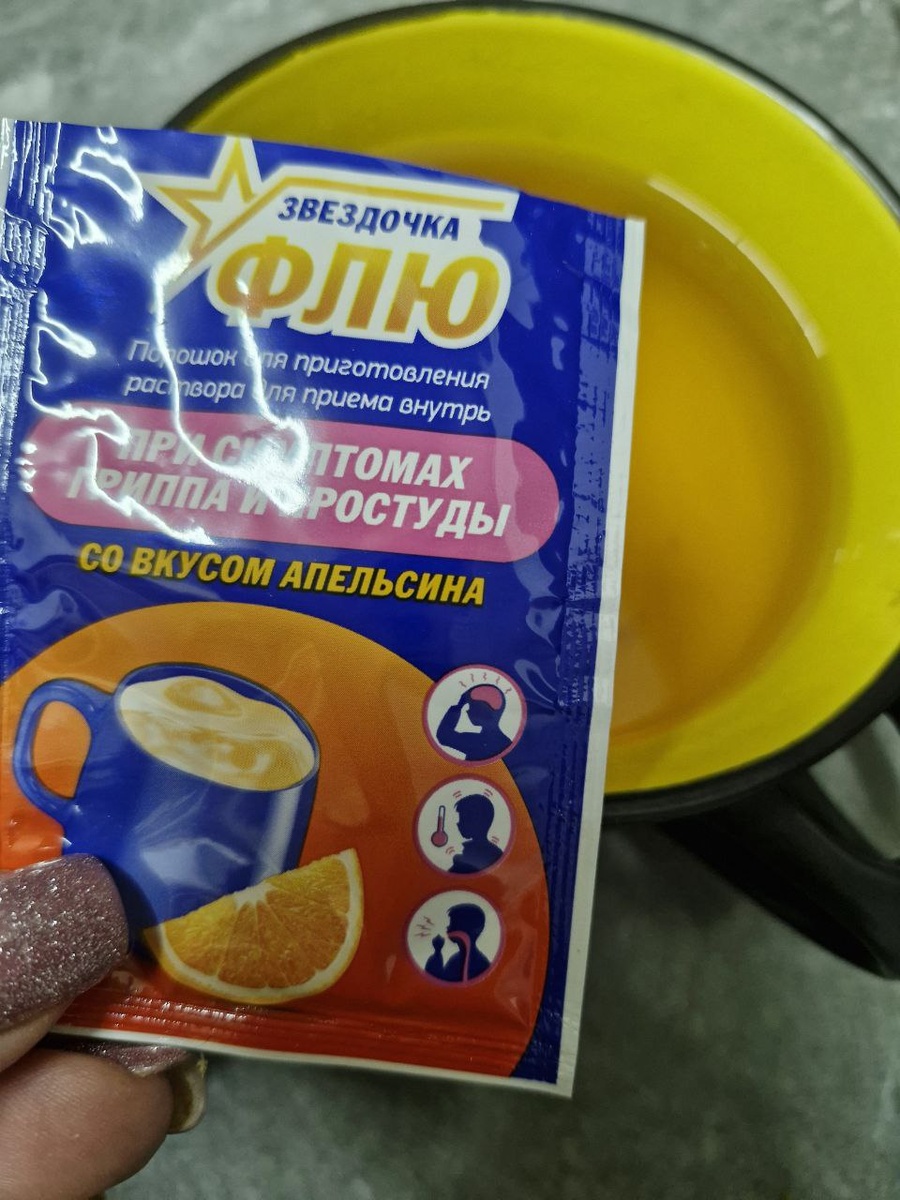 ЗВЕЗДОЧКА
ФЛЮ
Порошок для приготовления
раствора для приема внутрь
ПРИ СИМПТОМАХ
ГРИППА И ПРОСТУДЫ
СО ВКУСОМ АПЕЛЬСИНА